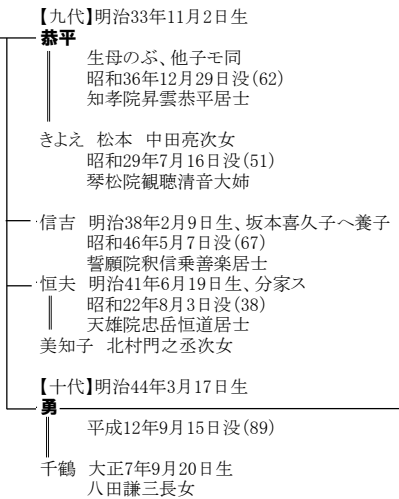 【九代】明治33年11月2日生
恭平
生母のぶ、他子モ同
昭和36年12月29日没(62)
知孝院昇雲恭平居士
きよえ 松本 中田亮次女
昭和29年7月16日没(51)
琴松院観聴清音大姉
信吉 明治38年2月9日生、坂本喜久子へ養子
昭和46年5月7日没(67)
誓願院釈信乗善楽居士
恒夫 明治41年6月19日生、分家ス
昭和22年8月3日没(38)
天雄院忠岳恒道居士
美知子 北村門之丞次女
【十代】明治44年3月17日生
勇
平成12年9月15日没(89)
千鶴 大正7年9月20日生
八田謙三長女